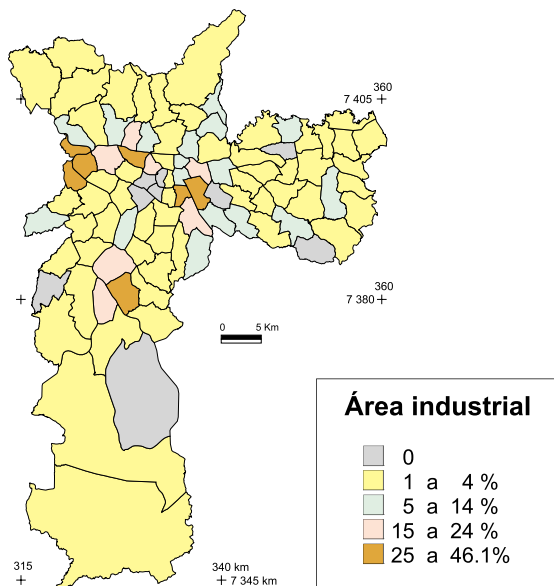 360
7 405
360
7 380
0 5 Km
Área industrial
0
1 a 4 %
5 a 14 %
15 a 24 %
25 a 46.1%
315
340 km
7 345 km